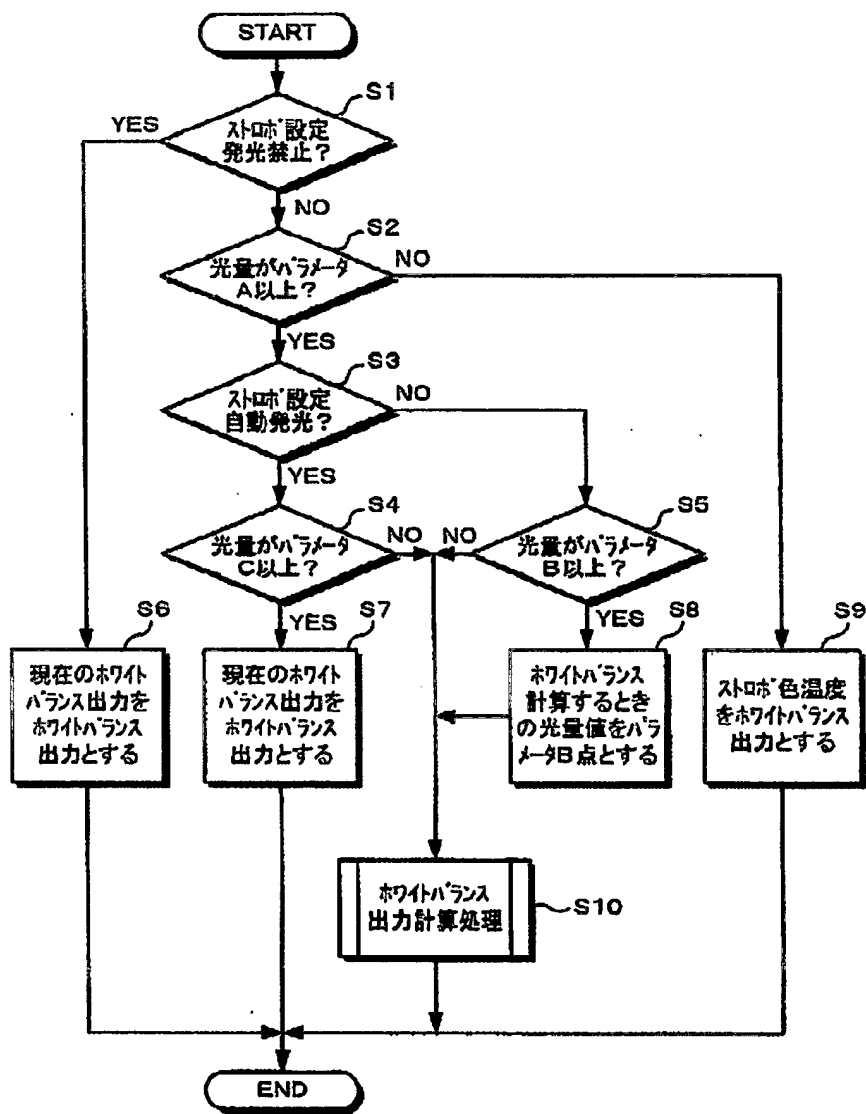 START
S1
YES
ストロボ設定
発光禁止?
NO
S2
光量がパラメータ
A以上?
NO
YES
S3
ストロボ設定
自動発光?
NO
YES
S4
光量がパラメータ
C以上?
NO
NO
S5
光量がパラメータ
B以上?
YES
YES
S6
現在のホワイト
バランス出力を
ホワイトバランス
出力とする
S7
現在のホワイト
バランス出力を
ホワイトバランス
出力とする
S8
ホワイトバランス
計算するとき
の光量値をパラ
メータB点とする
S9
ストロボ色温度
をホワイトバランス
出力とする
ホワイトバランス
出力計算処理
S10
END